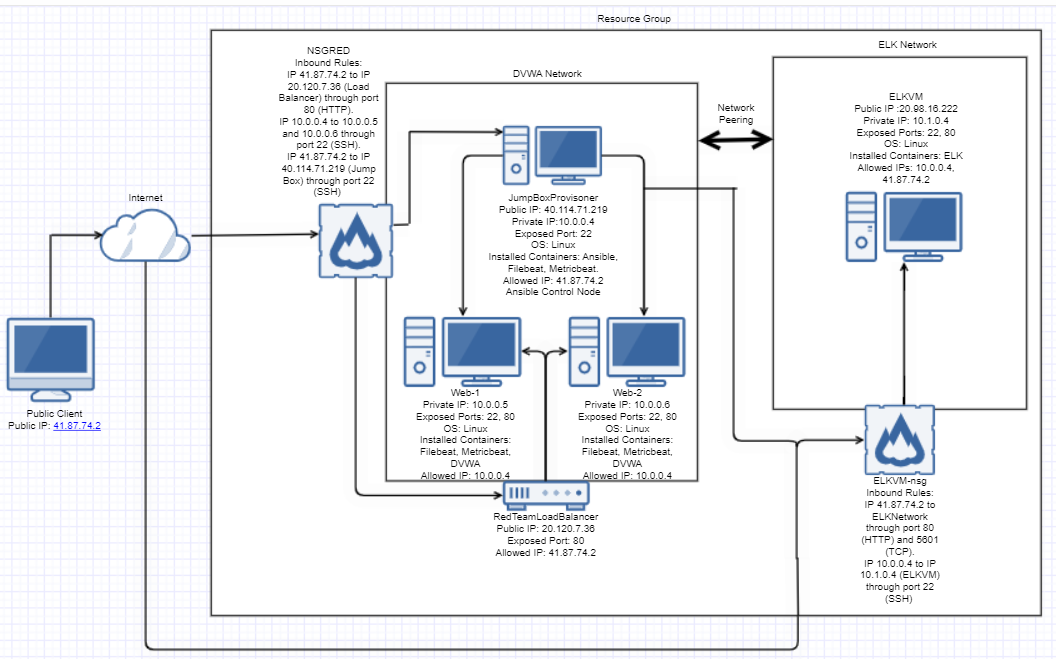 Resource Group
ELK Network
NSGRED
Inbound Rules:
IP 41.87.74.2 to IP
20.120.7.36 (Load
Balancer) through port
80 (HTTP).
IP 10.0.0.4 to 10.0.0.5
and 10.0.0.6 through
port 22 (SSH).
IP 41.87.74.2 to IP
40.114.71.219 (Jump
Box) through port 22
(SSH)
DVWA Network
Network
Peering
ELKVM
Public IP :20.98.16.222
Private IP: 10.1.0.4
Exposed Ports: 22, 80
OS: Linux
Installed Containers: ELK
Allowed IPs: 10.0.0.4,
41.87.74.2
Internet
JumpBoxProvisoner
Public IP: 40.114.71.219
Private IP:10.0.0.4
Exposed Port: 22
OS: Linux
Installed Containers: Ansible,
Filebeat, Metricbeat.
Allowed IP: 41.87.74.2
Ansible Control Node
Public Client
Public IP: 41.87.74.2
Web-1
Private IP: 10.0.0.5
Exposed Ports: 22, 80
OS: Linux
Installed Containers:
Filebeat, Metricbeat,
DVWA
Allowed IP: 10.0.0.4
Web-2
Private IP: 10.0.0.6
Exposed Ports: 22, 80
OS: Linux
Installed Containers:
Filebeat, Metricbeat,
DVWA
Allowed IP: 10.0.0.4
RedTeamLoadBalancer
Public IP: 20.120.7.36
Exposed Port: 80
Allowed IP: 41.87.74.2
ELKVM-nsg
Inbound Rules:
IP 41.87.74.2 to
ELKNetwork
through port 80
(HTTP) and 5601
(TCP).
IP 10.0.0.4 to IP
10.1.0.4 (ELKVM)
through port 22
(SSH)